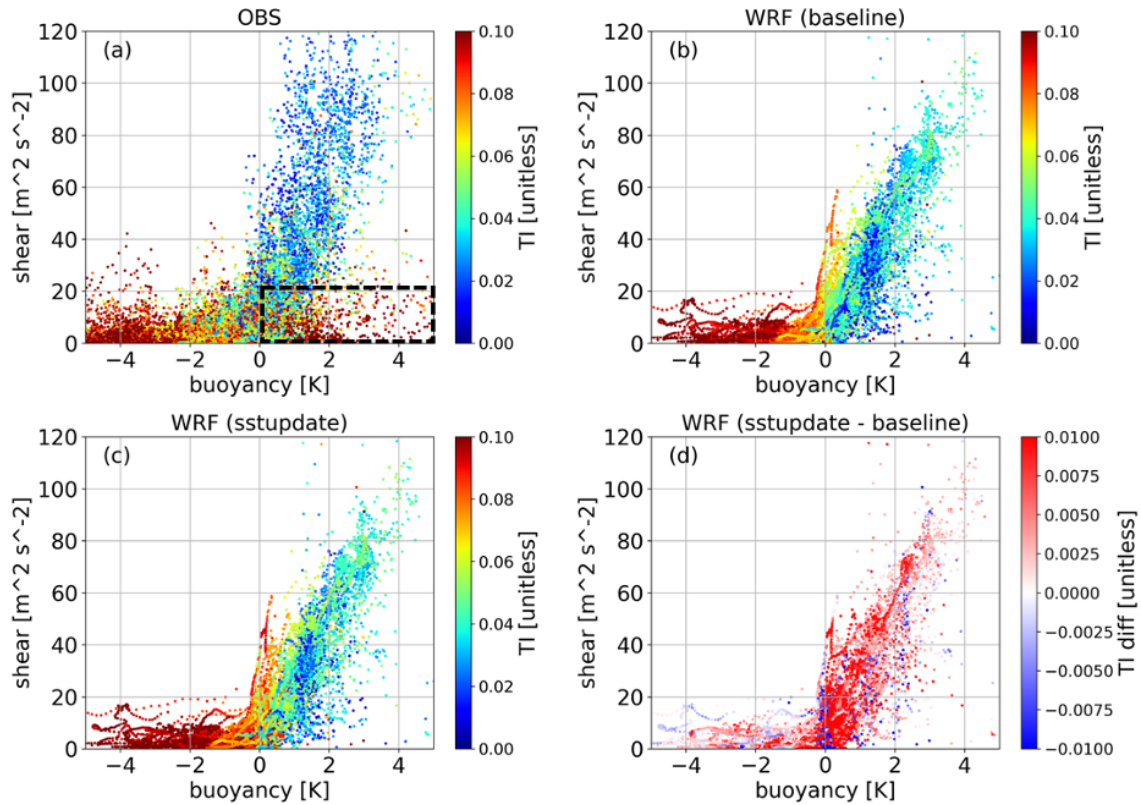 OBS
(a)
120
100
80
60
40
20
0
shear [m^2 s^-2]
−4 −2 0 2 4
buoyancy [K]
0.10
0.08
0.06
0.04
0.02
0.00
TI [unitless]
WRF (baseline)
(b)
120
100
80
60
40
20
0
shear [m^2 s^-2]
−4 −2 0 2 4
buoyancy [K]
0.10
0.08
0.06
0.04
0.02
0.00
TI [unitless]
WRF (sstupdate)
(c)
120
100
80
60
40
20
0
shear [m^2 s^-2]
−4 −2 0 2 4
buoyancy [K]
0.10
0.08
0.06
0.04
0.02
0.00
TI [unitless]
WRF (sstupdate - baseline)
(d)
120
100
80
60
40
20
0
shear [m^2 s^-2]
−4 −2 0 2 4
buoyancy [K]
0.0100
0.0075
0.0050
0.0025
0.0000
−0.0025
−0.0050
−0.0075
−0.0100
TI diff [unitless]